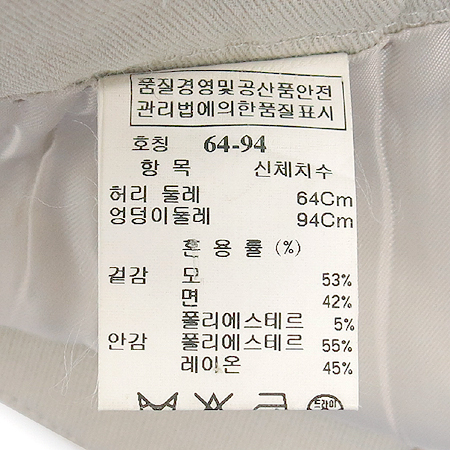 품질경영및공산품안전
관리법에의한품질표시
호칭 64-94
항 목 신체치수
허리 둘레 64Cm
엉덩이둘레 94Cm
혼 용 률 (%)
겉감 모 53%
면 42%
폴리에스테르 5%
안감 폴리에스테르 55%
레이온 45%
드라이